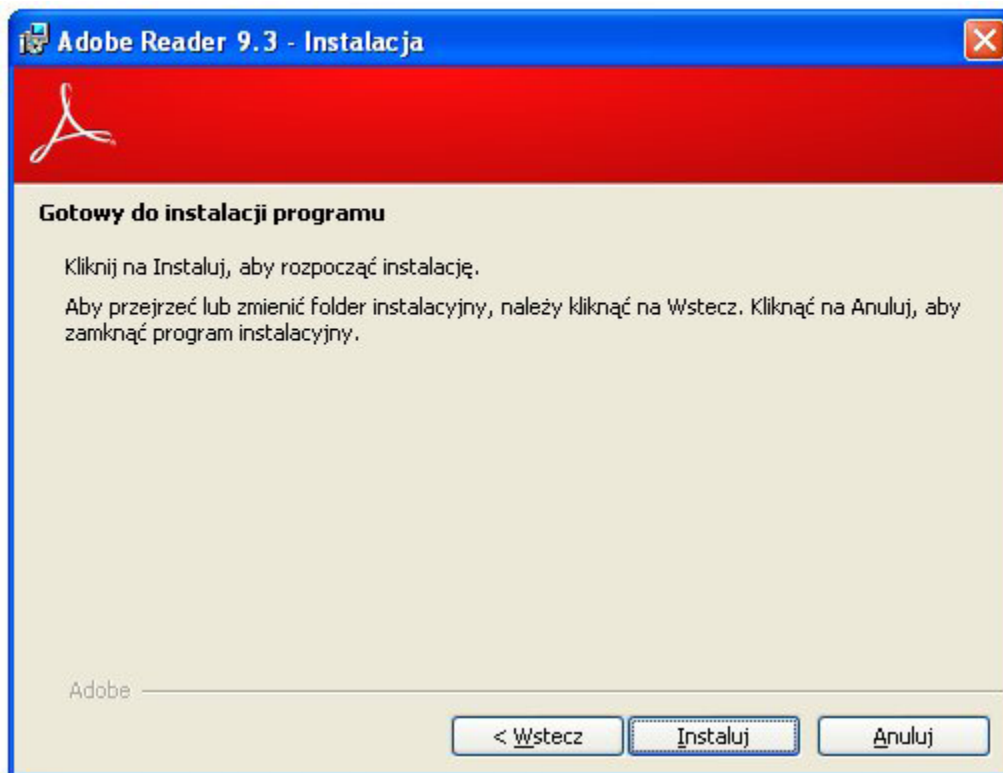 Adobe Reader 9.3 - Instalacja
Gotowy do instalacji programu
Kliknij na Instaluj, aby rozpocząć instalację.
Aby przejrzeć lub zmienić folder instalacyjny, należy kliknąć na Wstecz. Kliknąć na Anuluj, aby
zamknąć program instalacyjny.
Adobe
< Wstecz Instaluj Anuluj